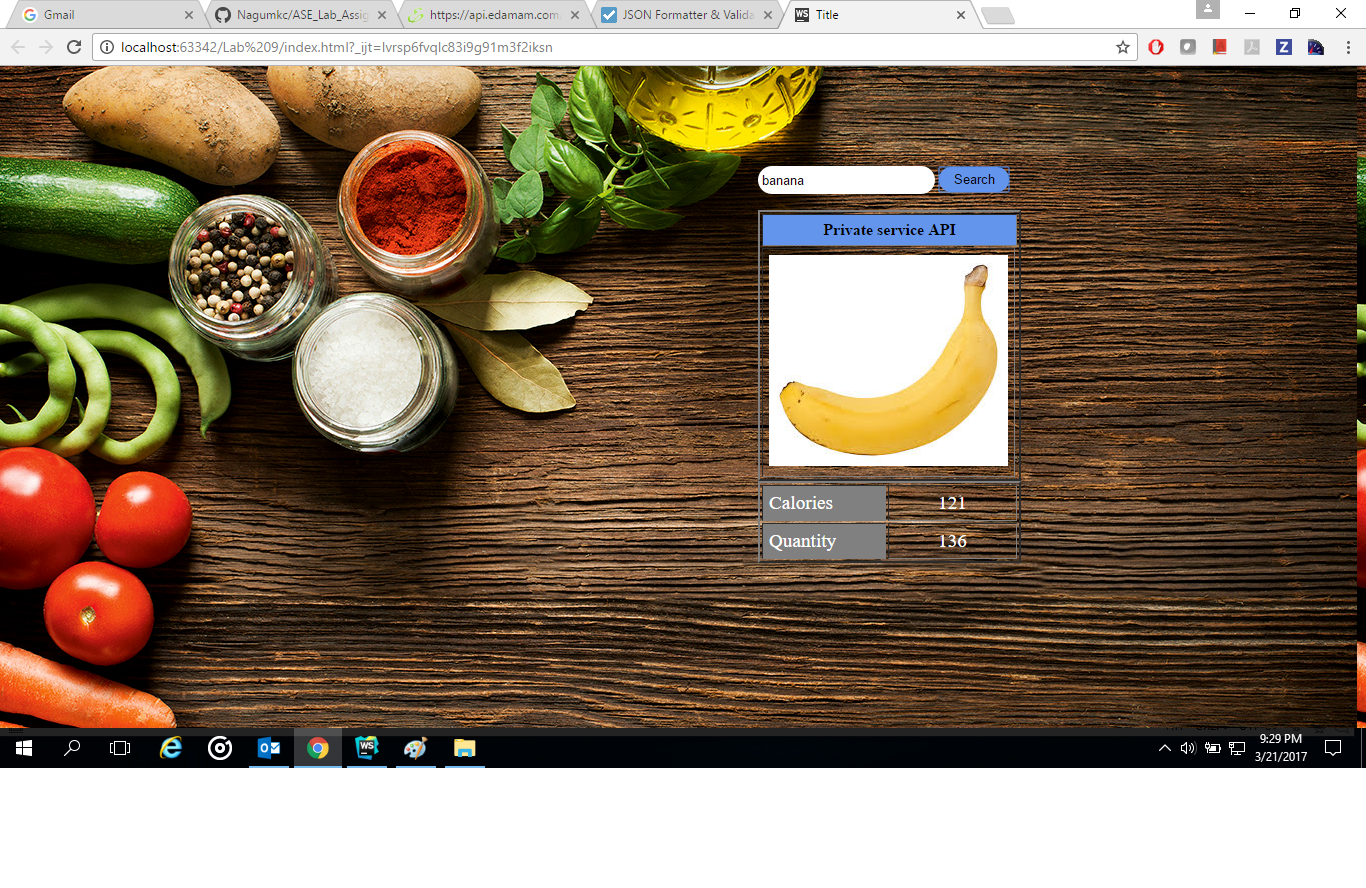 Gmail
Nagumkc/ASE_Lab_Assig
https://api.edamam.com
JSON Formatter & Valida
WS Title
localhost:63342/Lab%209/index.html?_ijt=lvrsp6fvqlc83i9g91m3f2iksn
banana
Search
Private service API
Calories 121
Quantity 136
9:29 PM
3/21/2017